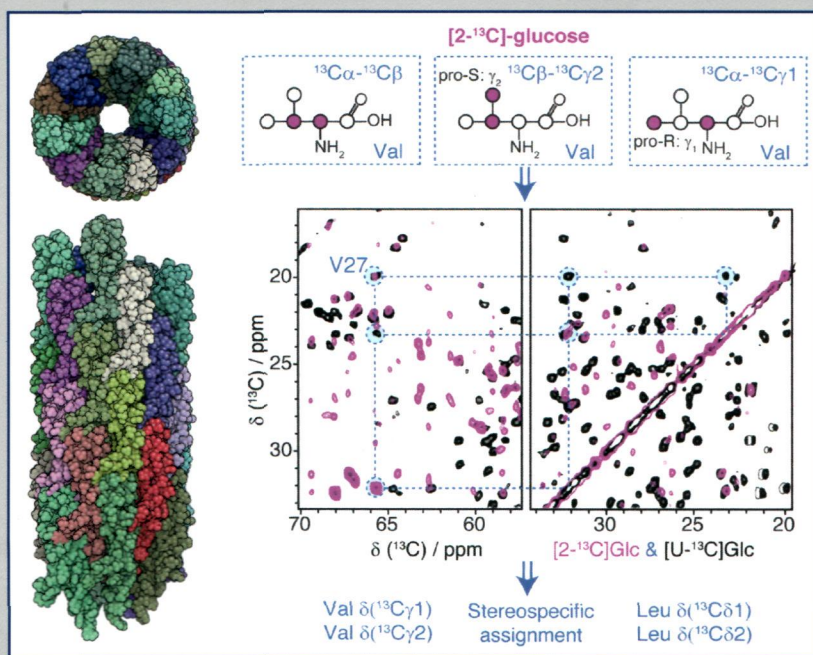 [2-¹³C]-glucose
¹³Cα-¹³Cβ
OH
NH₂
Val
pro-S: γ₂
¹³Cβ-¹³Cγ2
OH
NH₂
Val
¹³Cα-¹³Cγ1
OH
pro-R: γ₁
NH₂
Val
V27
δ (¹³C) / ppm
20
25
30
70 65 60
30 25 20
δ (¹³C) / ppm
[2-¹³C]Glc & [U-¹³C]Glc
Val δ(¹³Cγ1)
Val δ(¹³Cγ2)
Stereospecific
assignment
Leu δ(¹³Cδ1)
Leu δ(¹³Cδ2)